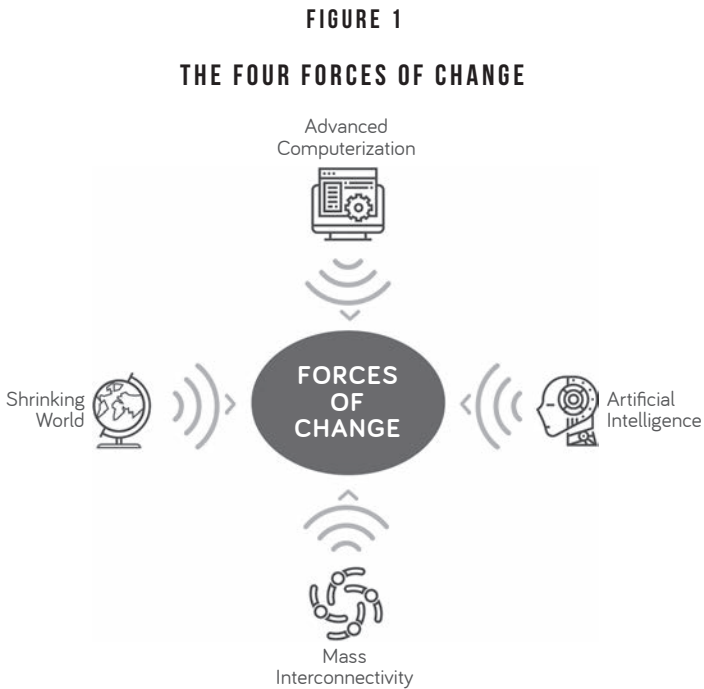 FIGURE 1
THE FOUR FORCES OF CHANGE
Advanced
Computerization
FORCES
OF
CHANGE
Shrinking
World
Artificial
Intelligence
Mass
Interconnectivity